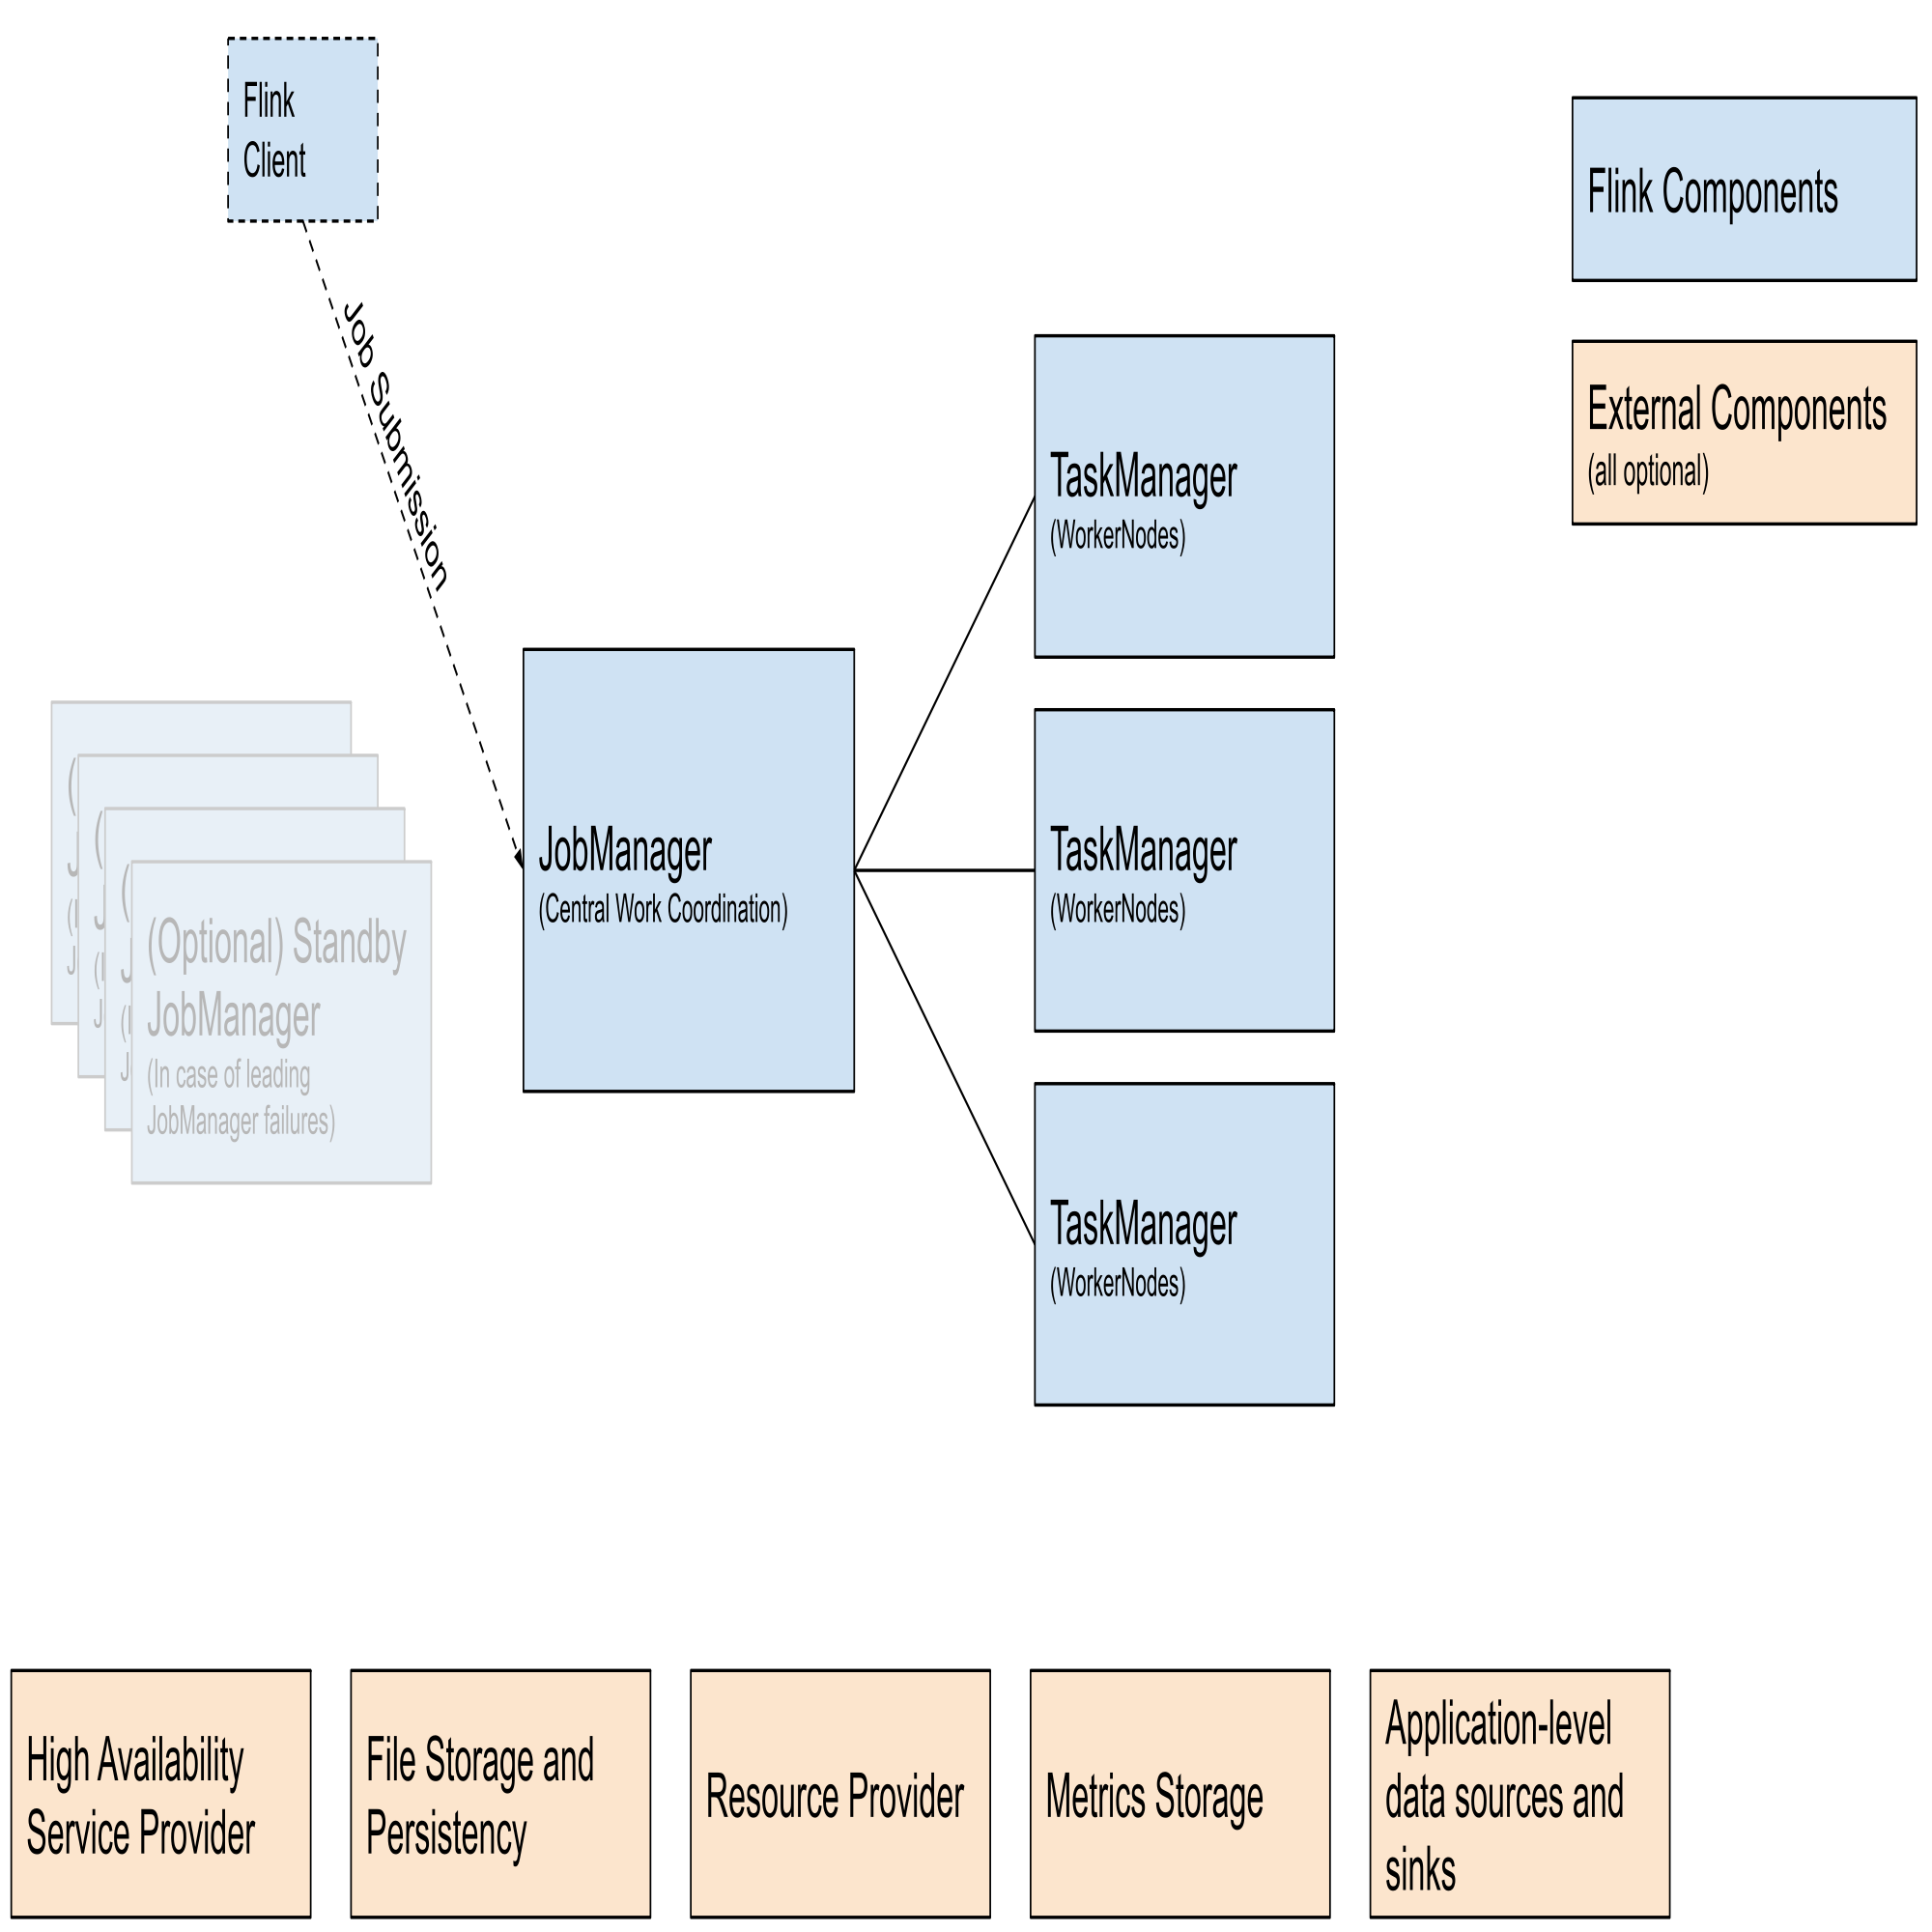 Flink
Client
Flink Components
Job Submission
External Components
(all optional)
TaskManager
(WorkerNodes)
JobManager
(Central Work Coordination)
TaskManager
(WorkerNodes)
(
J
(
J
(
J
(
J
(
J
(
J
(Optional) Standby
JobManager
(In case of leading
JobManager failures)
TaskManager
(WorkerNodes)
High Availability
Service Provider
File Storage and
Persistency
Resource Provider
Metrics Storage
Application-level
data sources and
sinks